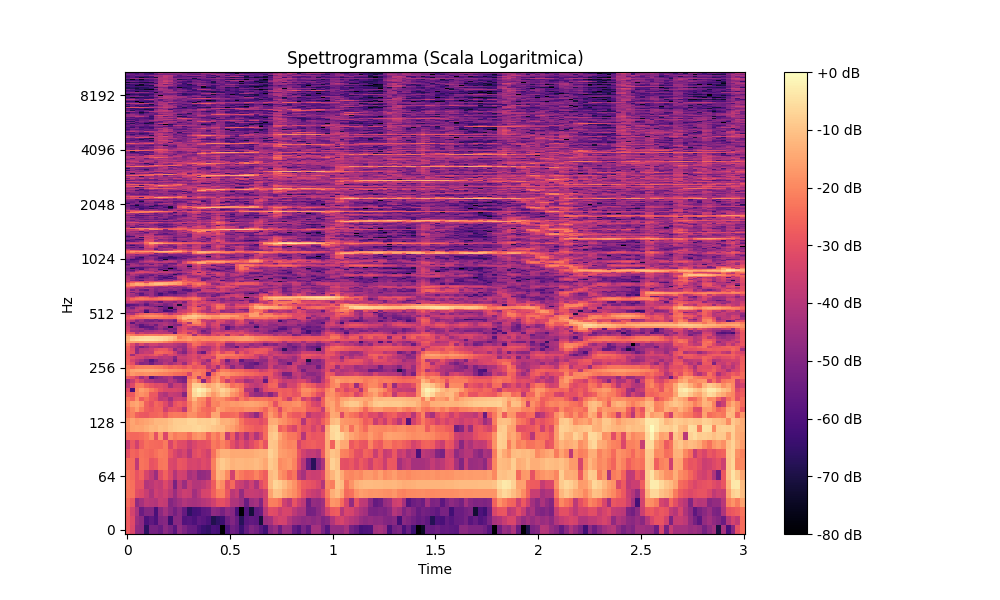 Spettrogramma (Scala Logaritmica)
Hz
8192
4096
2048
1024
512
256
128
64
0
0
0.5
1
1.5
2
2.5
3
Time
+0 dB
-10 dB
-20 dB
-30 dB
-40 dB
-50 dB
-60 dB
-70 dB
-80 dB